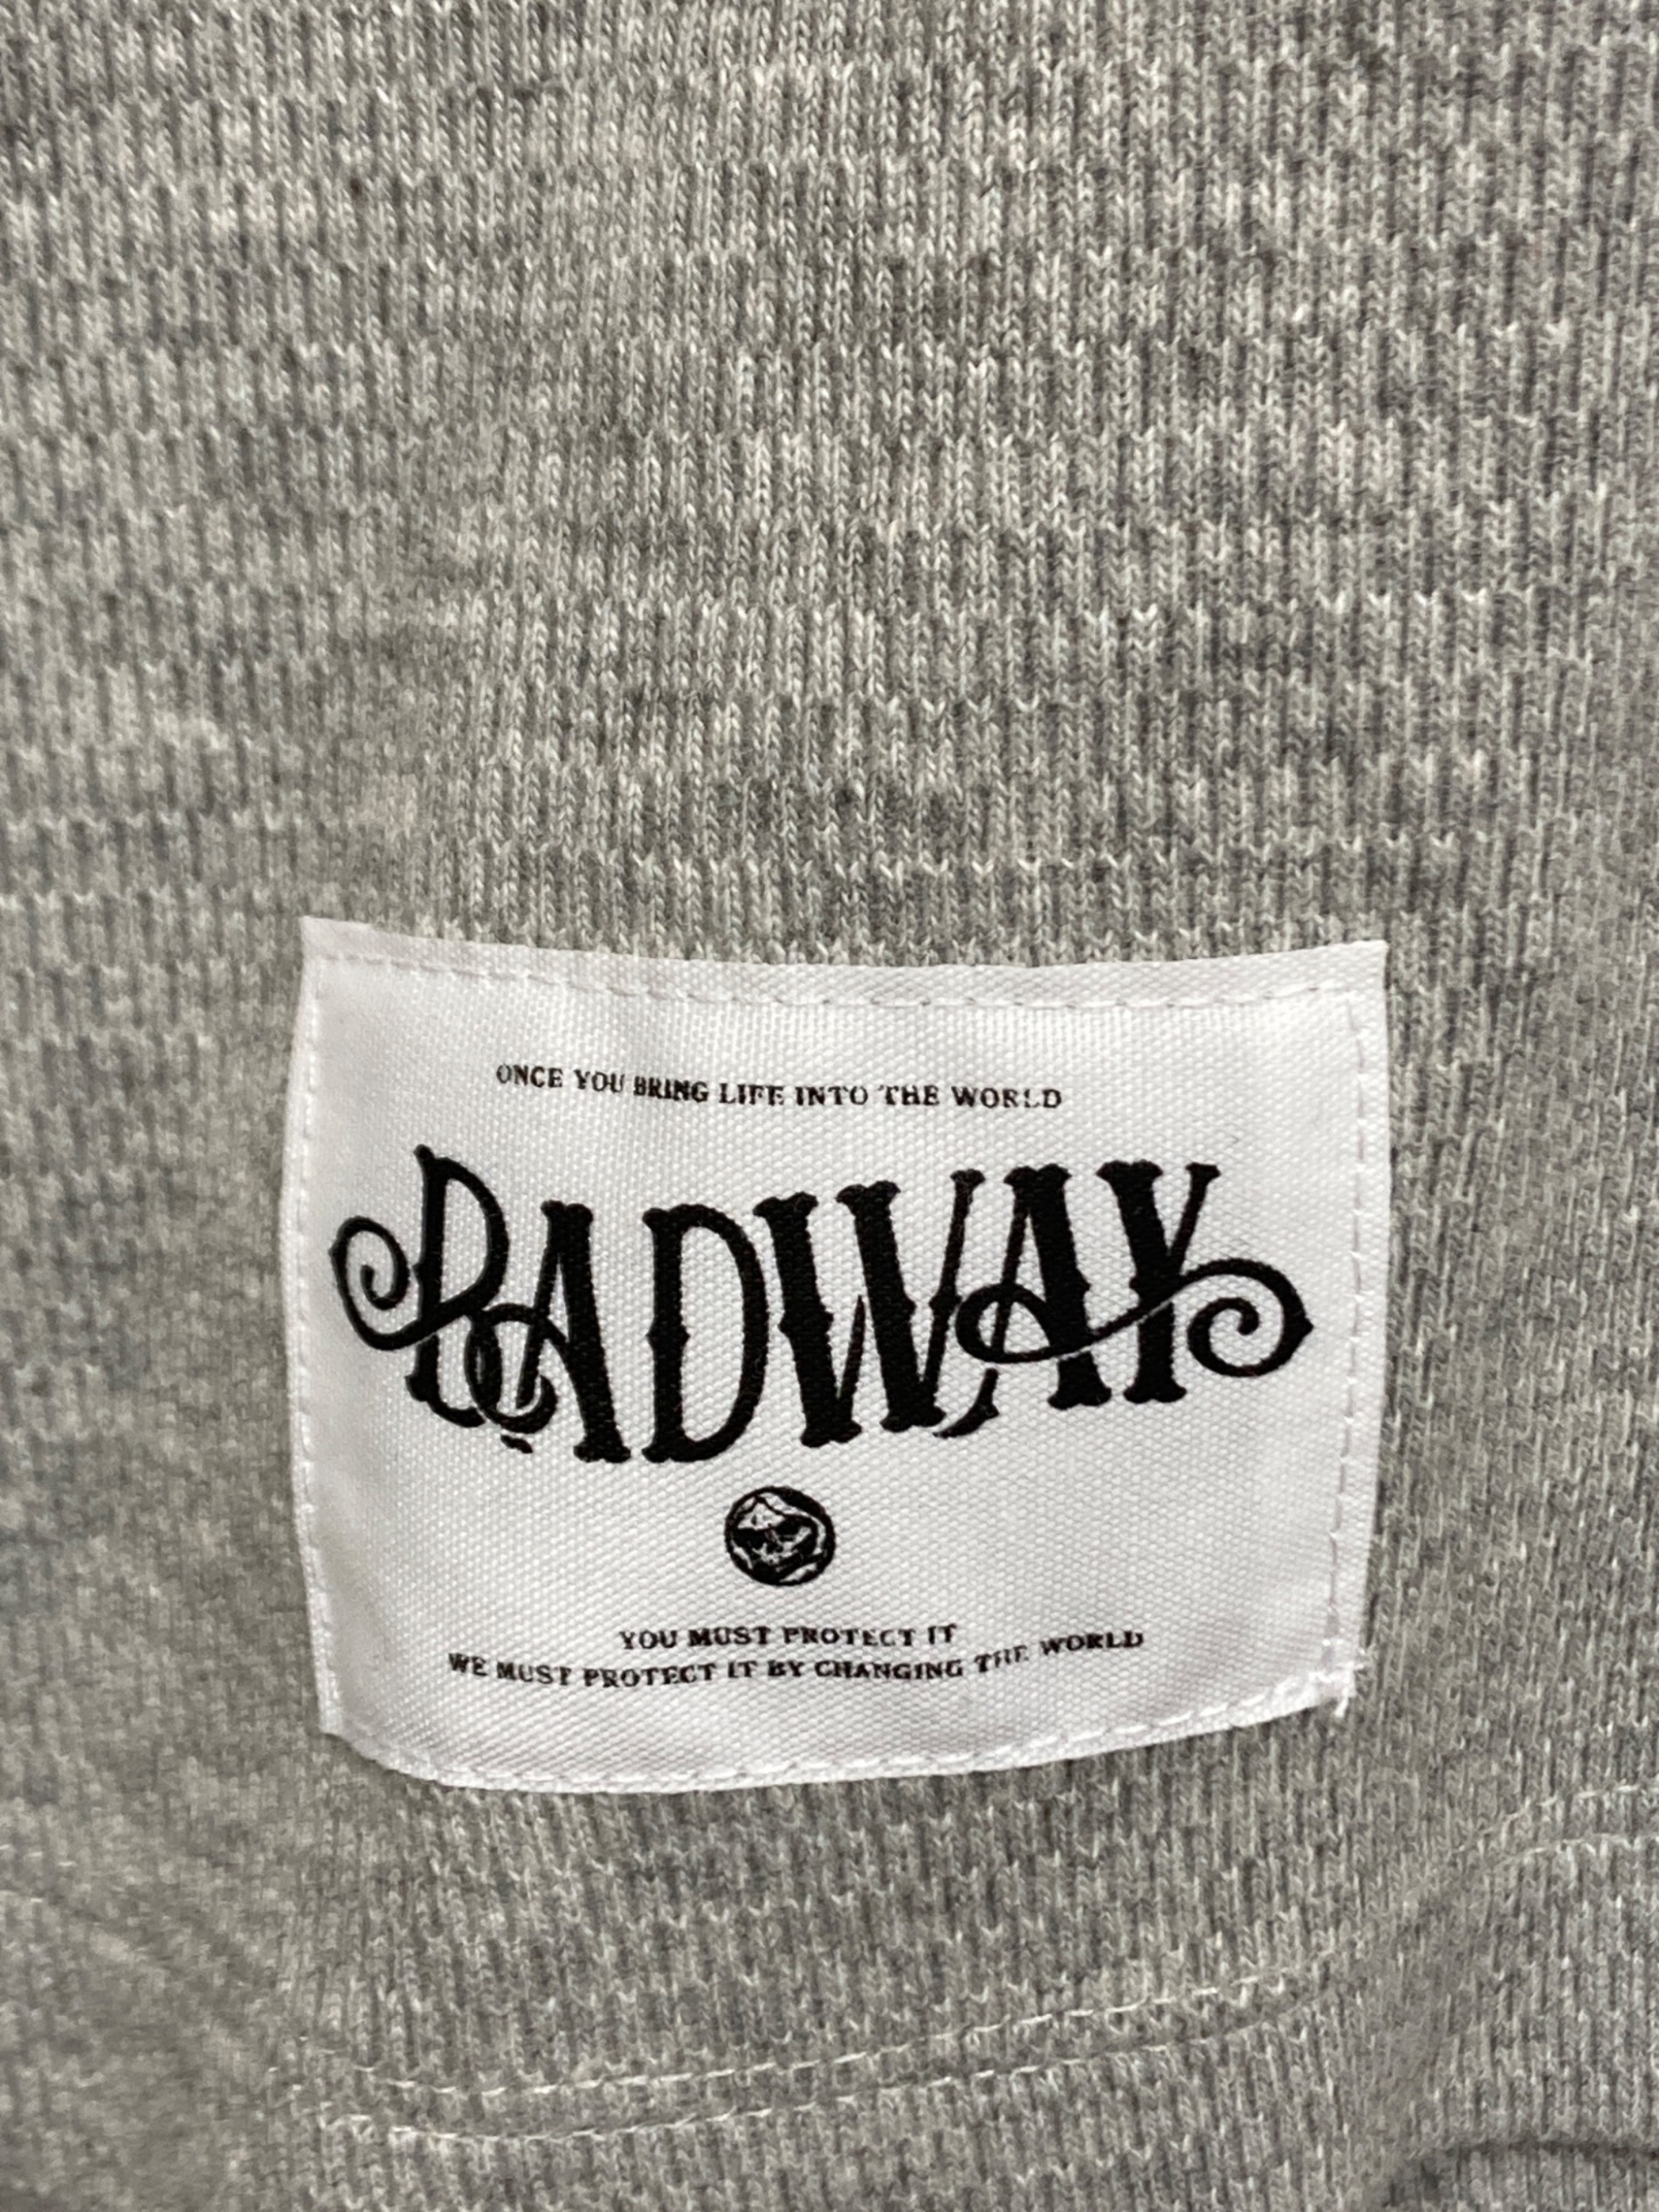 ONCE YOU BRING LIFE INTO THE WORLD
BADWAY
YOU MUST PROTECT IT
WE MUST PROTECT IT BY CHANGING THE WORLD